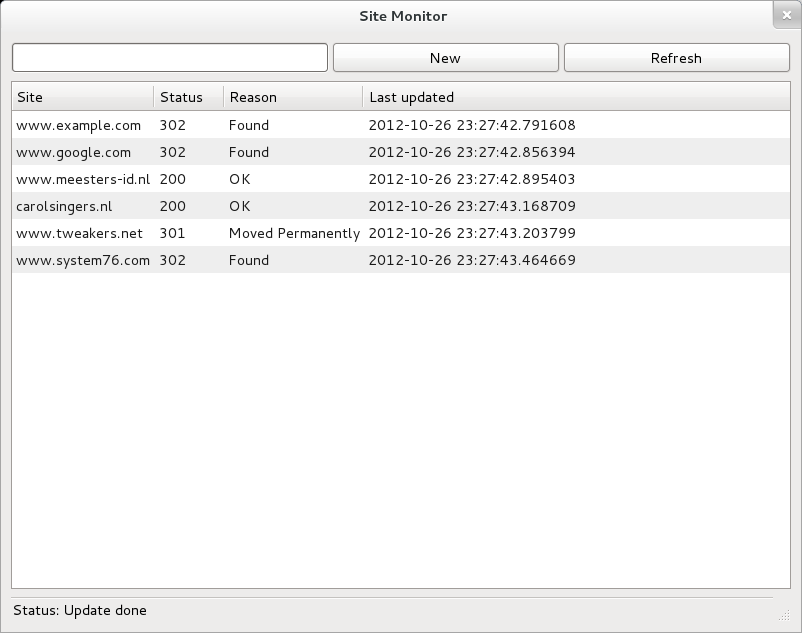 Site Monitor
New Refresh
Site Status Reason Last updated
www.example.com 302 Found 2012-10-26 23:27:42.791608
www.google.com 302 Found 2012-10-26 23:27:42.856394
www.meesters-id.nl 200 OK 2012-10-26 23:27:42.895403
carolsingers.nl 200 OK 2012-10-26 23:27:43.168709
www.tweakers.net 301 Moved Permanently 2012-10-26 23:27:43.203799
www.system76.com 302 Found 2012-10-26 23:27:43.464669
Status: Update done